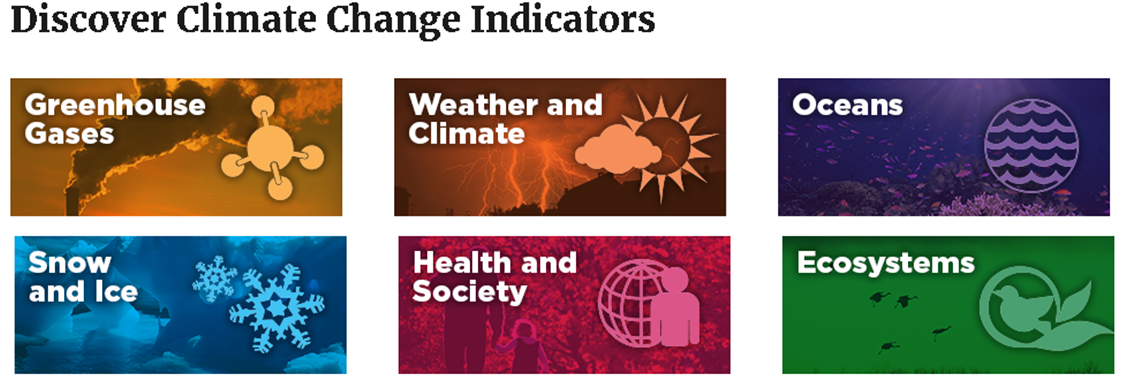 Discover Climate Change Indicators
Greenhouse
Gases
Weather and
Climate
Oceans
Snow
and Ice
Health and
Society
Ecosystems